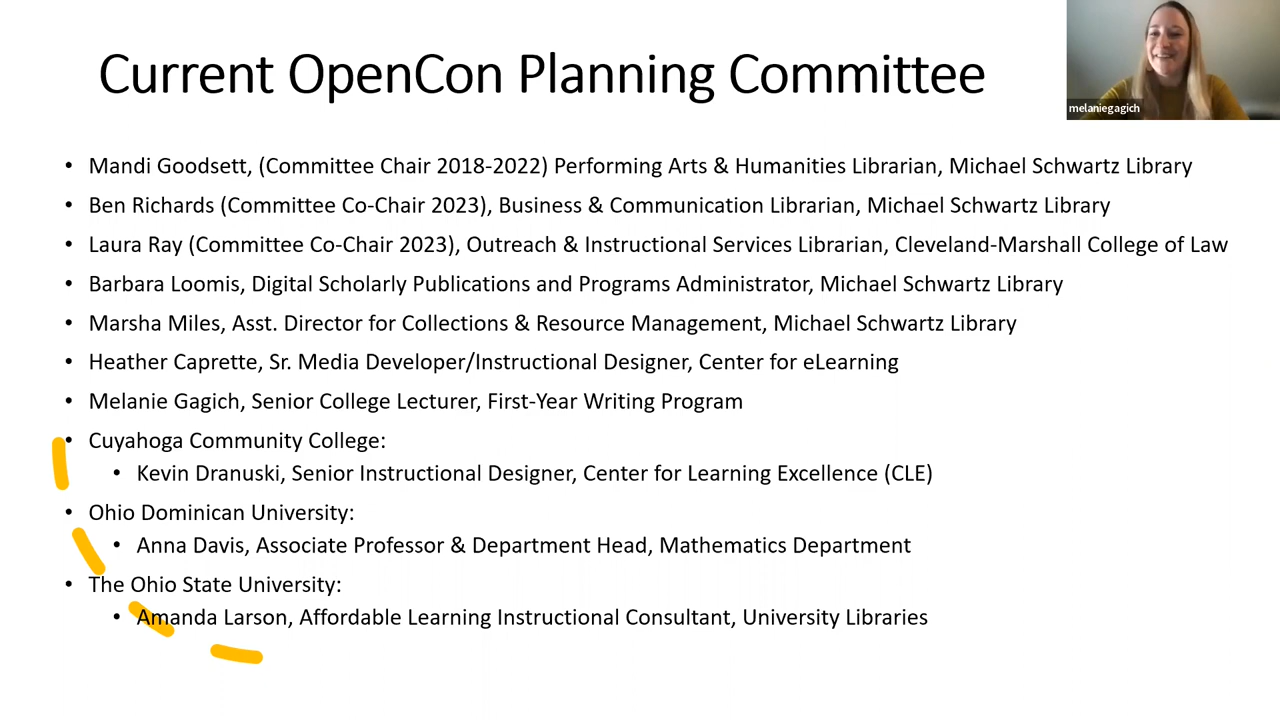 Current OpenCon Planning Committee
melaniegagich
• Mandi Goodsett, (Committee Chair 2018-2022) Performing Arts & Humanities Librarian, Michael Schwartz Library
• Ben Richards (Committee Co-Chair 2023), Business & Communication Librarian, Michael Schwartz Library
• Laura Ray (Committee Co-Chair 2023), Outreach & Instructional Services Librarian, Cleveland-Marshall College of Law
• Barbara Loomis, Digital Scholarly Publications and Programs Administrator, Michael Schwartz Library
• Marsha Miles, Asst. Director for Collections & Resource Management, Michael Schwartz Library
• Heather Caprette, Sr. Media Developer/Instructional Designer, Center for eLearning
• Melanie Gagich, Senior College Lecturer, First-Year Writing Program
• Cuyahoga Community College:
• Kevin Dranuski, Senior Instructional Designer, Center for Learning Excellence (CLE)
• Ohio Dominican University:
• Anna Davis, Associate Professor & Department Head, Mathematics Department
• The Ohio State University:
• Amanda Larson, Affordable Learning Instructional Consultant, University Libraries